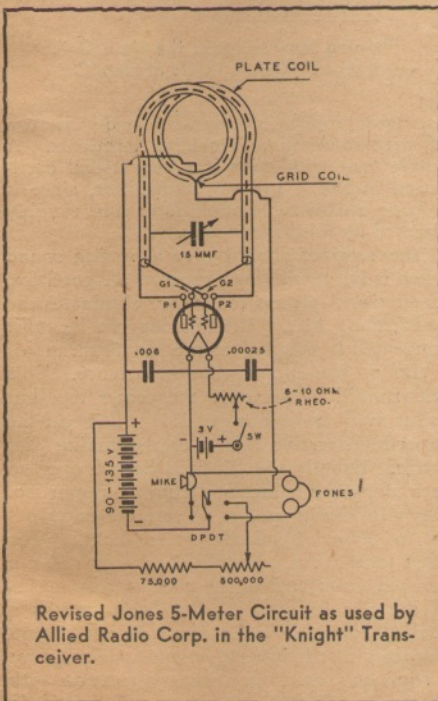 PLATE COIL
GRID COIL
15 MMF
G1 G2
P1 P2
.006 .00025
6-10 OHM
RHEO.
+
- 3V + SW
90-135 V
MIKE
FONES
-
DPDT
75,000 500,000
Revised Jones 5-Meter Circuit as used by
Allied Radio Corp. in the "Knight" Trans-
ceiver.